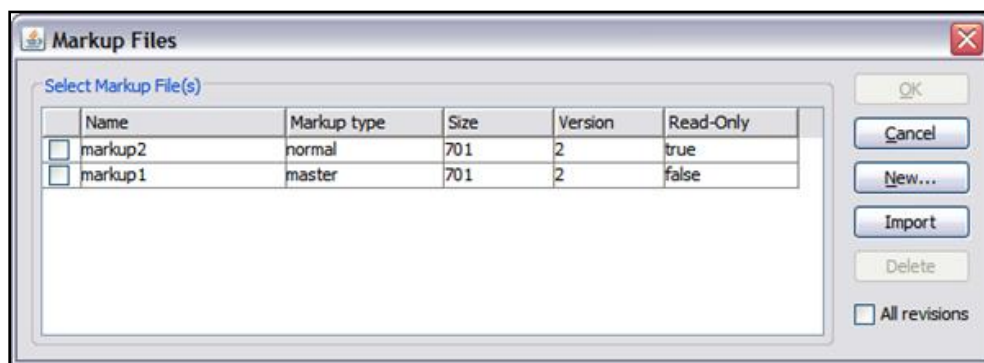 Markup Files
Select Markup File(s)
OK
Name Markup type Size Version Read-Only
Cancel
markup2 normal 701 2 true
markup1 master 701 2 false
New...
Import
Delete
All revisions